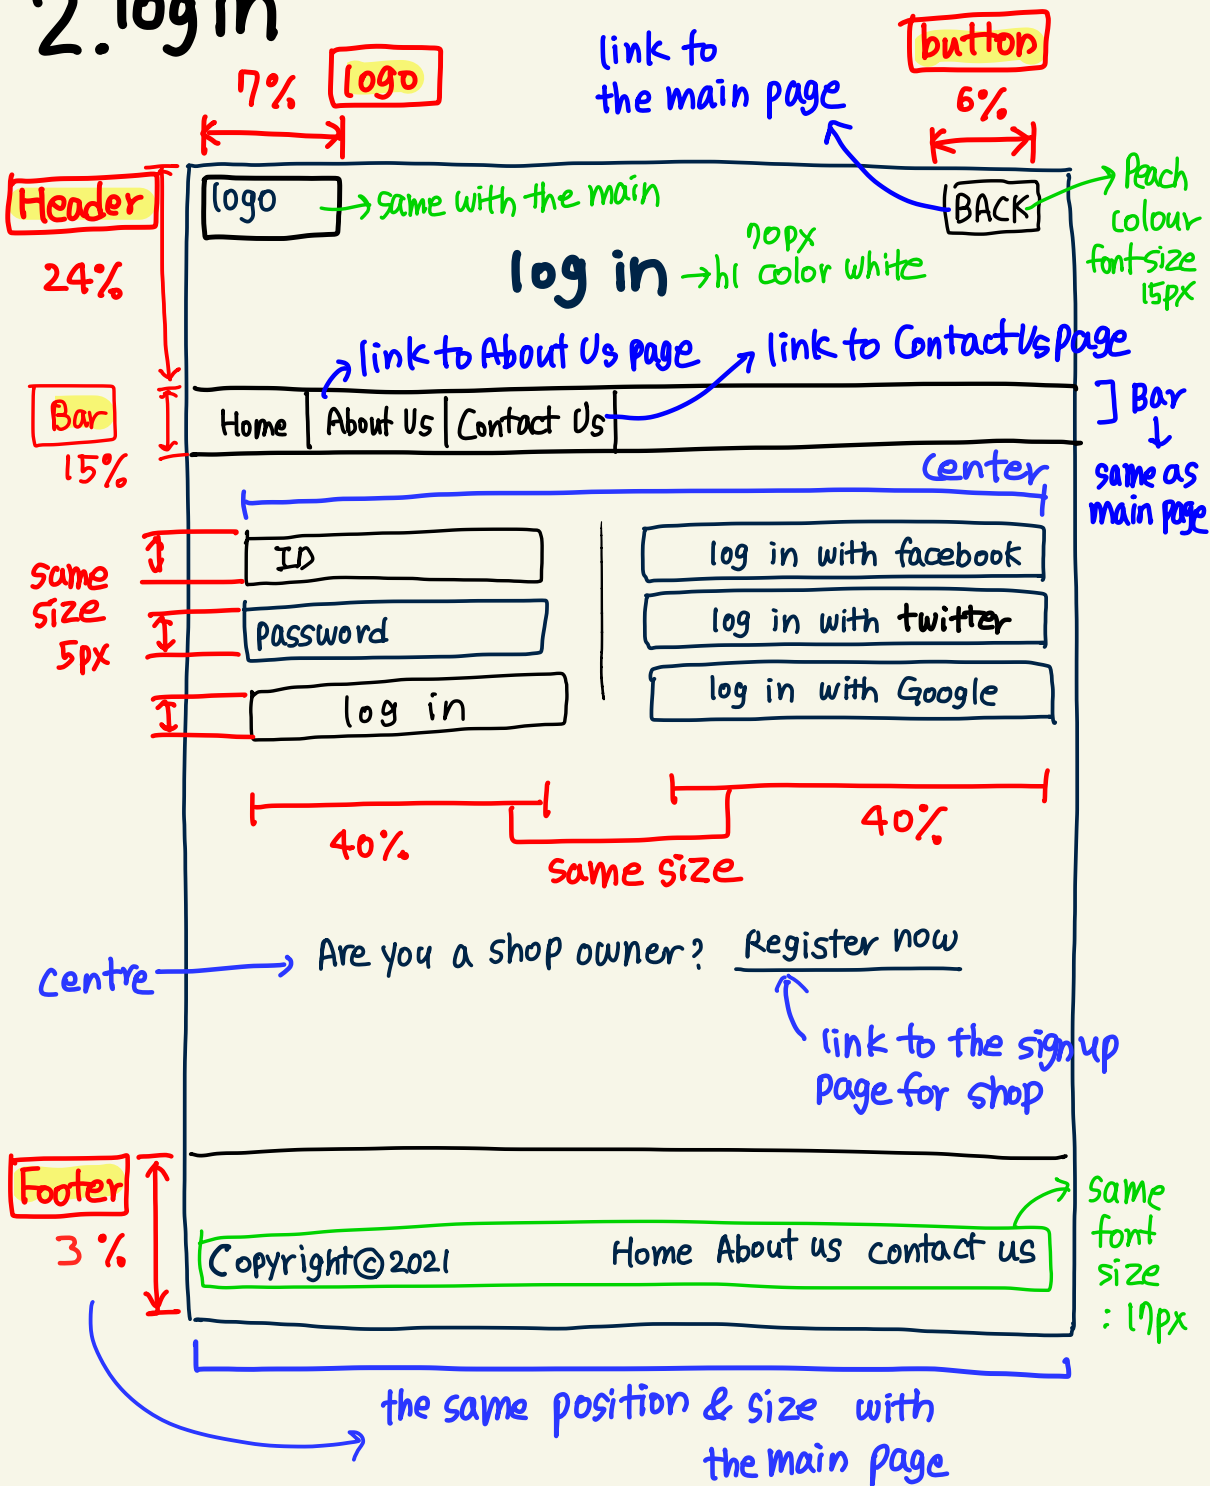 2. log in
7%
logo
link to
the main page
button
6%
Header
24%
logo
same with the main
BACK
Peach
colour
font size
15px
log in
70px
h1 color white
link to About Us page
link to Contact Us Page
Bar
15%
Home About Us Contact Us
Bar
same as
main page
center
same
size
5px
ID
password
log in
log in with facebook
log in with twitter
log in with Google
40%
40%
same size
centre
Are you a shop owner? Register now
link to the sign up
page for shop
Footer
3%
Copyright©2021
Home About us contact us
same
font
size
: 17px
the same position & size with
the main page